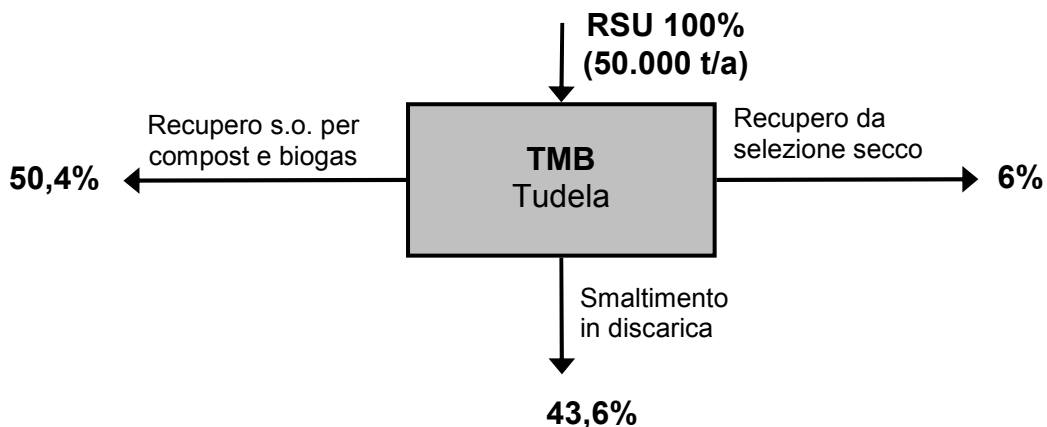 RSU 100%
(50.000 t/a)
Recupero s.o. per
compost e biogas
50,4%
TMB
Tudela
Recupero da
selezione secco
6%
Smaltimento
in discarica
43,6%